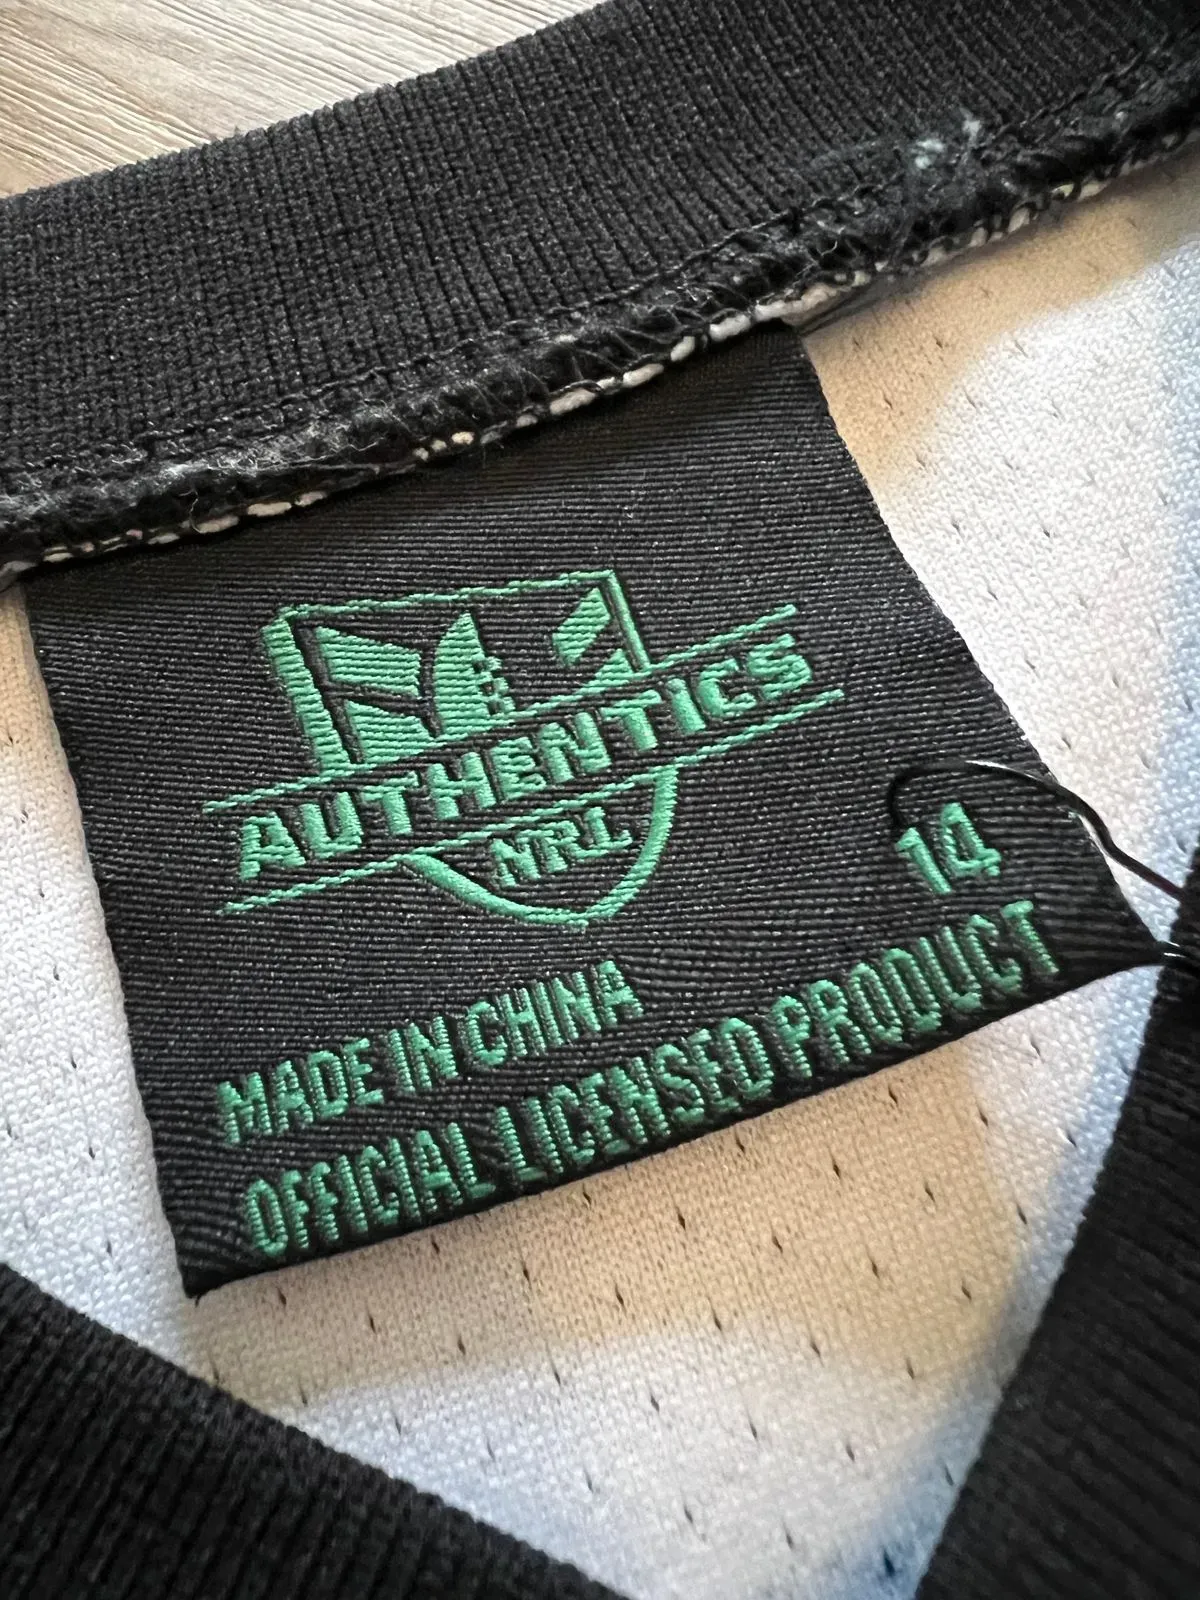 AUTHENTICS
NRL
14
MADE IN CHINA
OFFICIAL LICENSED PRODUCT